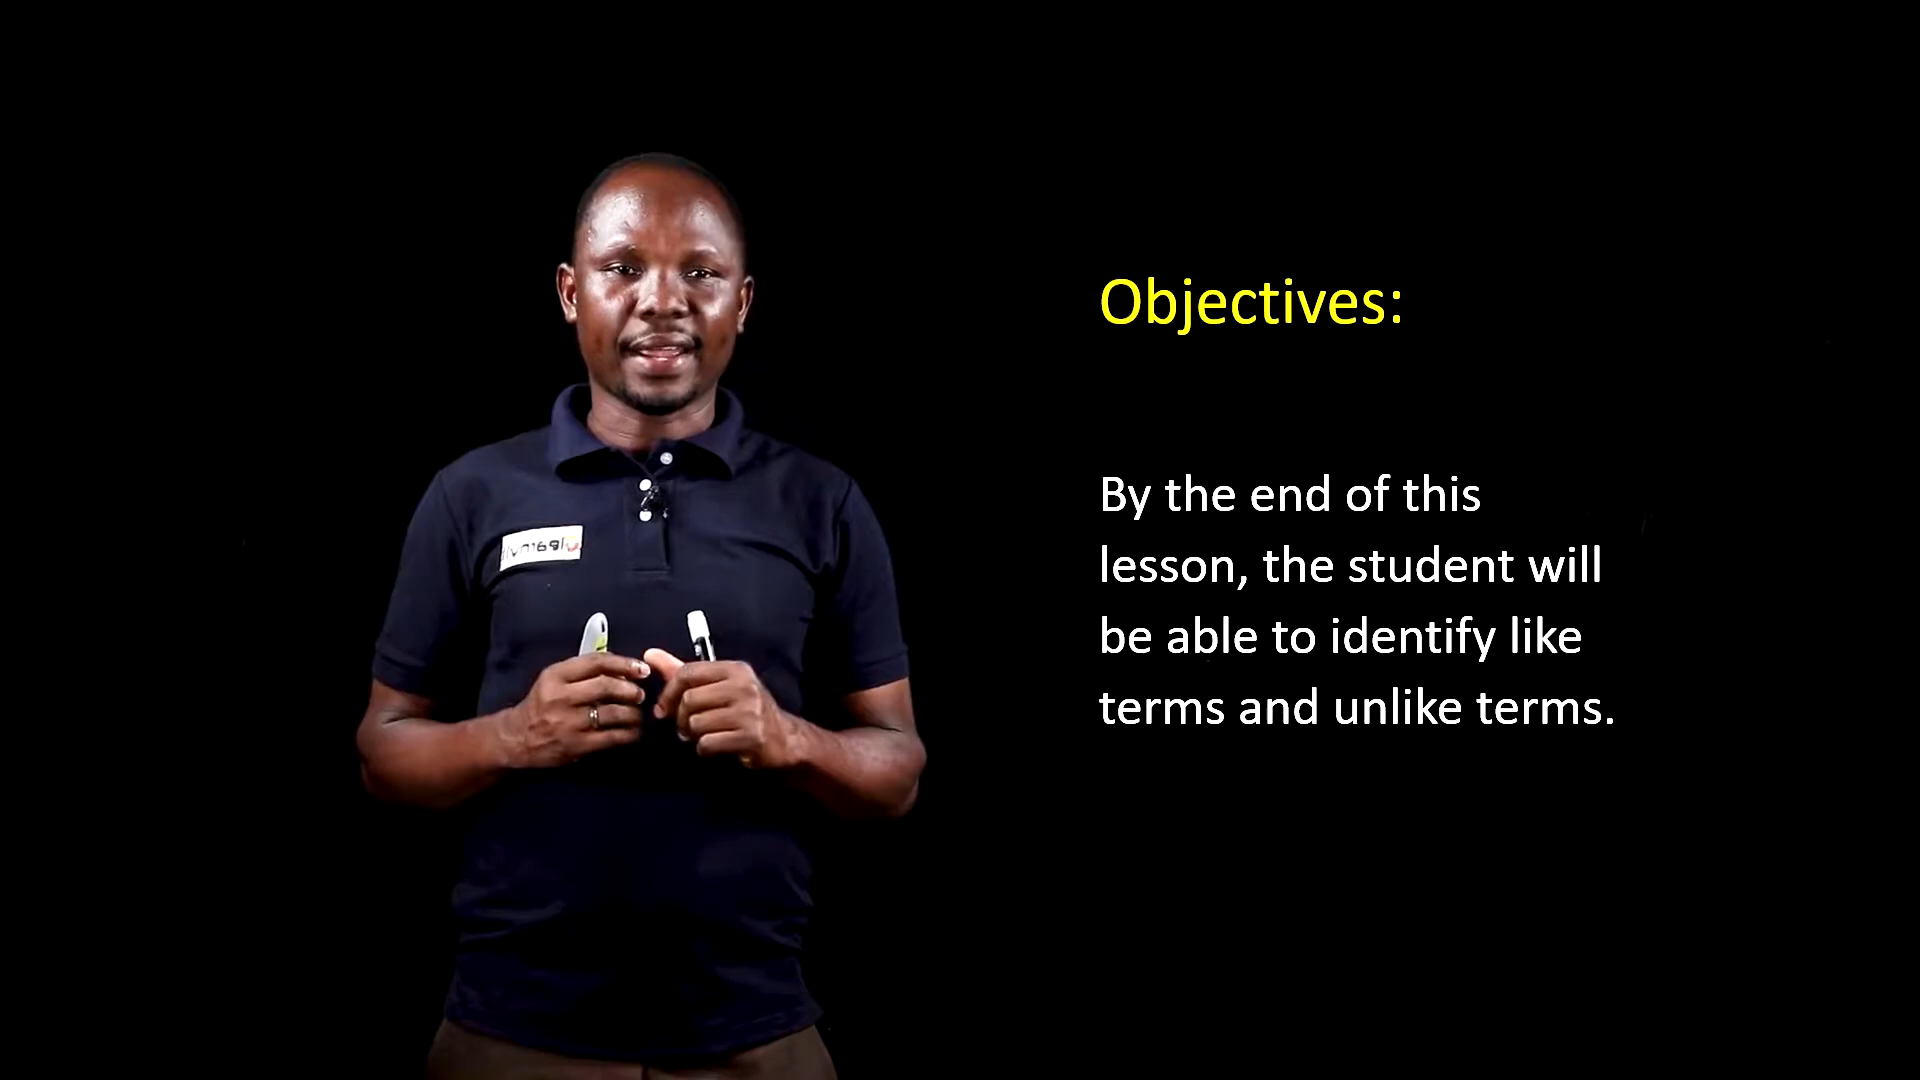 Objectives:
By the end of this
lesson, the student will
be able to identify like
terms and unlike terms.